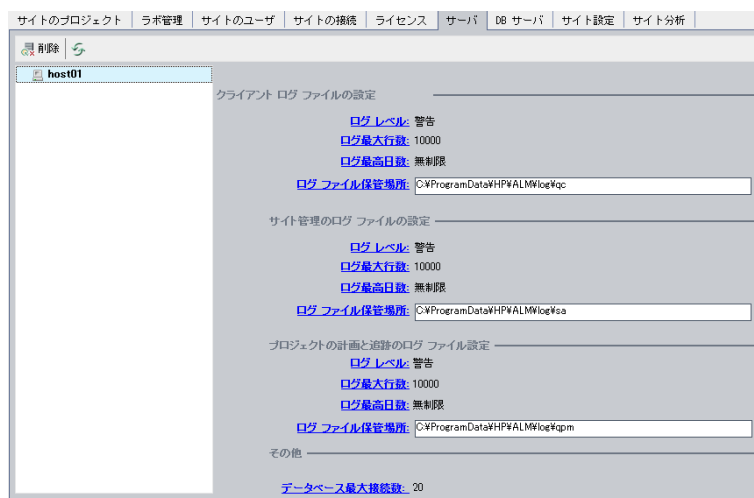 サイトのプロジェクト ラボ管理 サイトのユーザ サイトの接続 ライセンス サーバ DB サーバ サイト設定 サイト分析
削除
host01
クライアント ログ ファイルの設定
ログ レベル: 警告
ログ最大行数: 10000
ログ最高日数: 無制限
ログ ファイル保管場所: C:¥ProgramData¥HP¥ALM¥log¥qc
サイト管理のログ ファイルの設定
ログ レベル: 警告
ログ最大行数: 10000
ログ最高日数: 無制限
ログ ファイル保管場所: C:¥ProgramData¥HP¥ALM¥log¥sa
プロジェクトの計画と追跡のログ ファイル設定
ログ レベル: 警告
ログ最大行数: 10000
ログ最高日数: 無制限
ログ ファイル保管場所: C:¥ProgramData¥HP¥ALM¥log¥qpm
その他
データベース最大接続数: 20